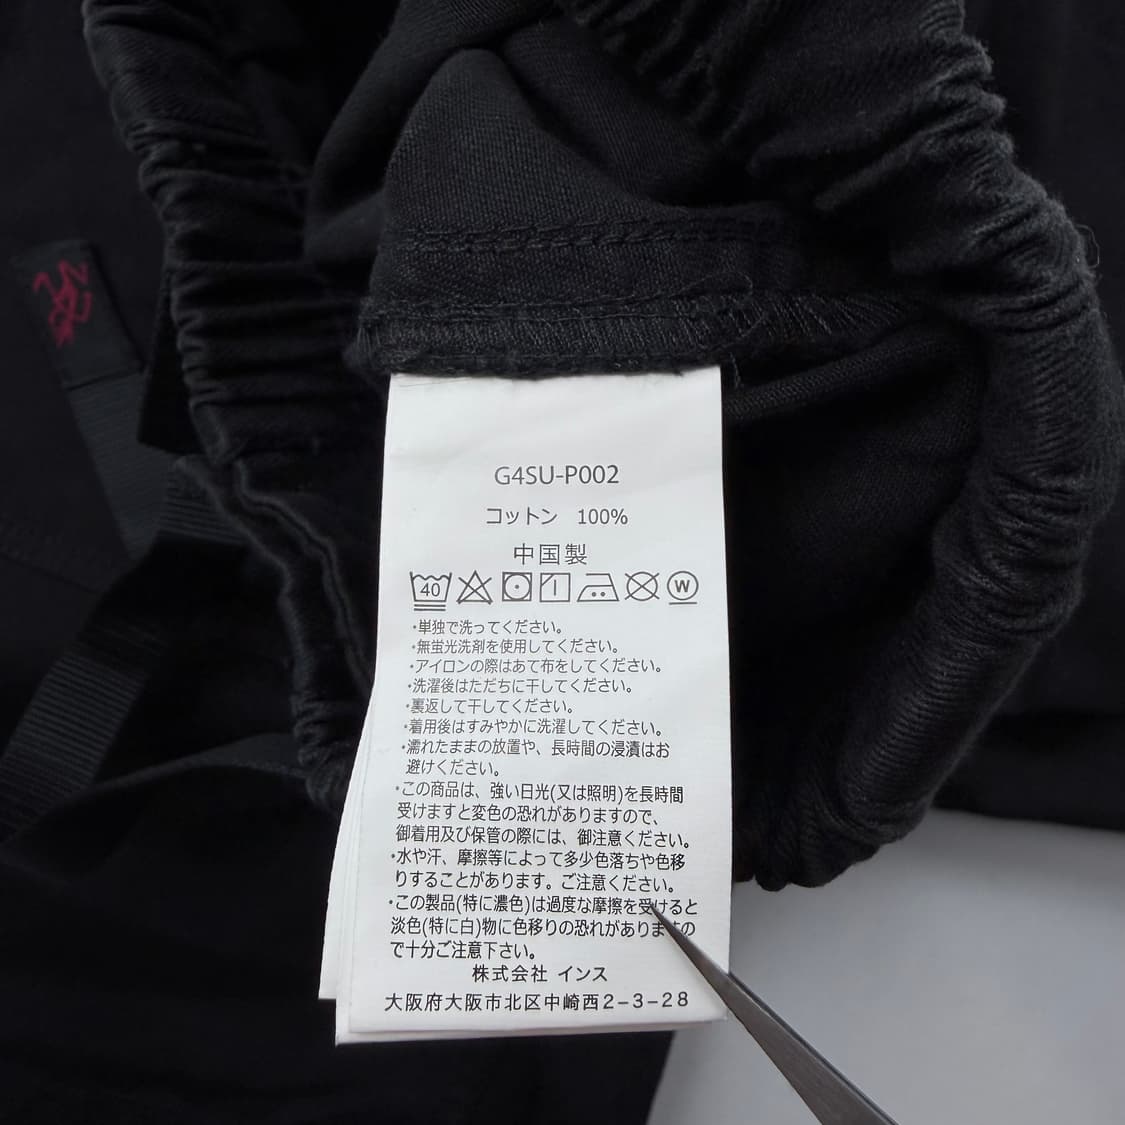 G4SU-P002
コットン 100%
中国製
40 W
・単独で洗ってください。
・無蛍光洗剤を使用してください。
・アイロンの際はあて布をしてください。
・洗濯後はただちに干してください。
・裏返して干してください。
・着用後はすみやかに洗濯してください。
・濡れたままの放置や、長時間の浸漬はお
避けください。
・この商品は、強い日光(又は照明)を長時間
受けますと変色の恐れがありますので、
御着用及び保管の際には、御注意ください。
・水や汗、摩擦等によって多少色落ちや色移
りすることがあります。ご注意ください。
・この製品(特に濃色)は過度な摩擦を受けると
淡色(特に白)物に色移りの恐れがありますの
で十分ご注意下さい。
株式会社 インス
大阪府大阪市北区中崎西2-3-28